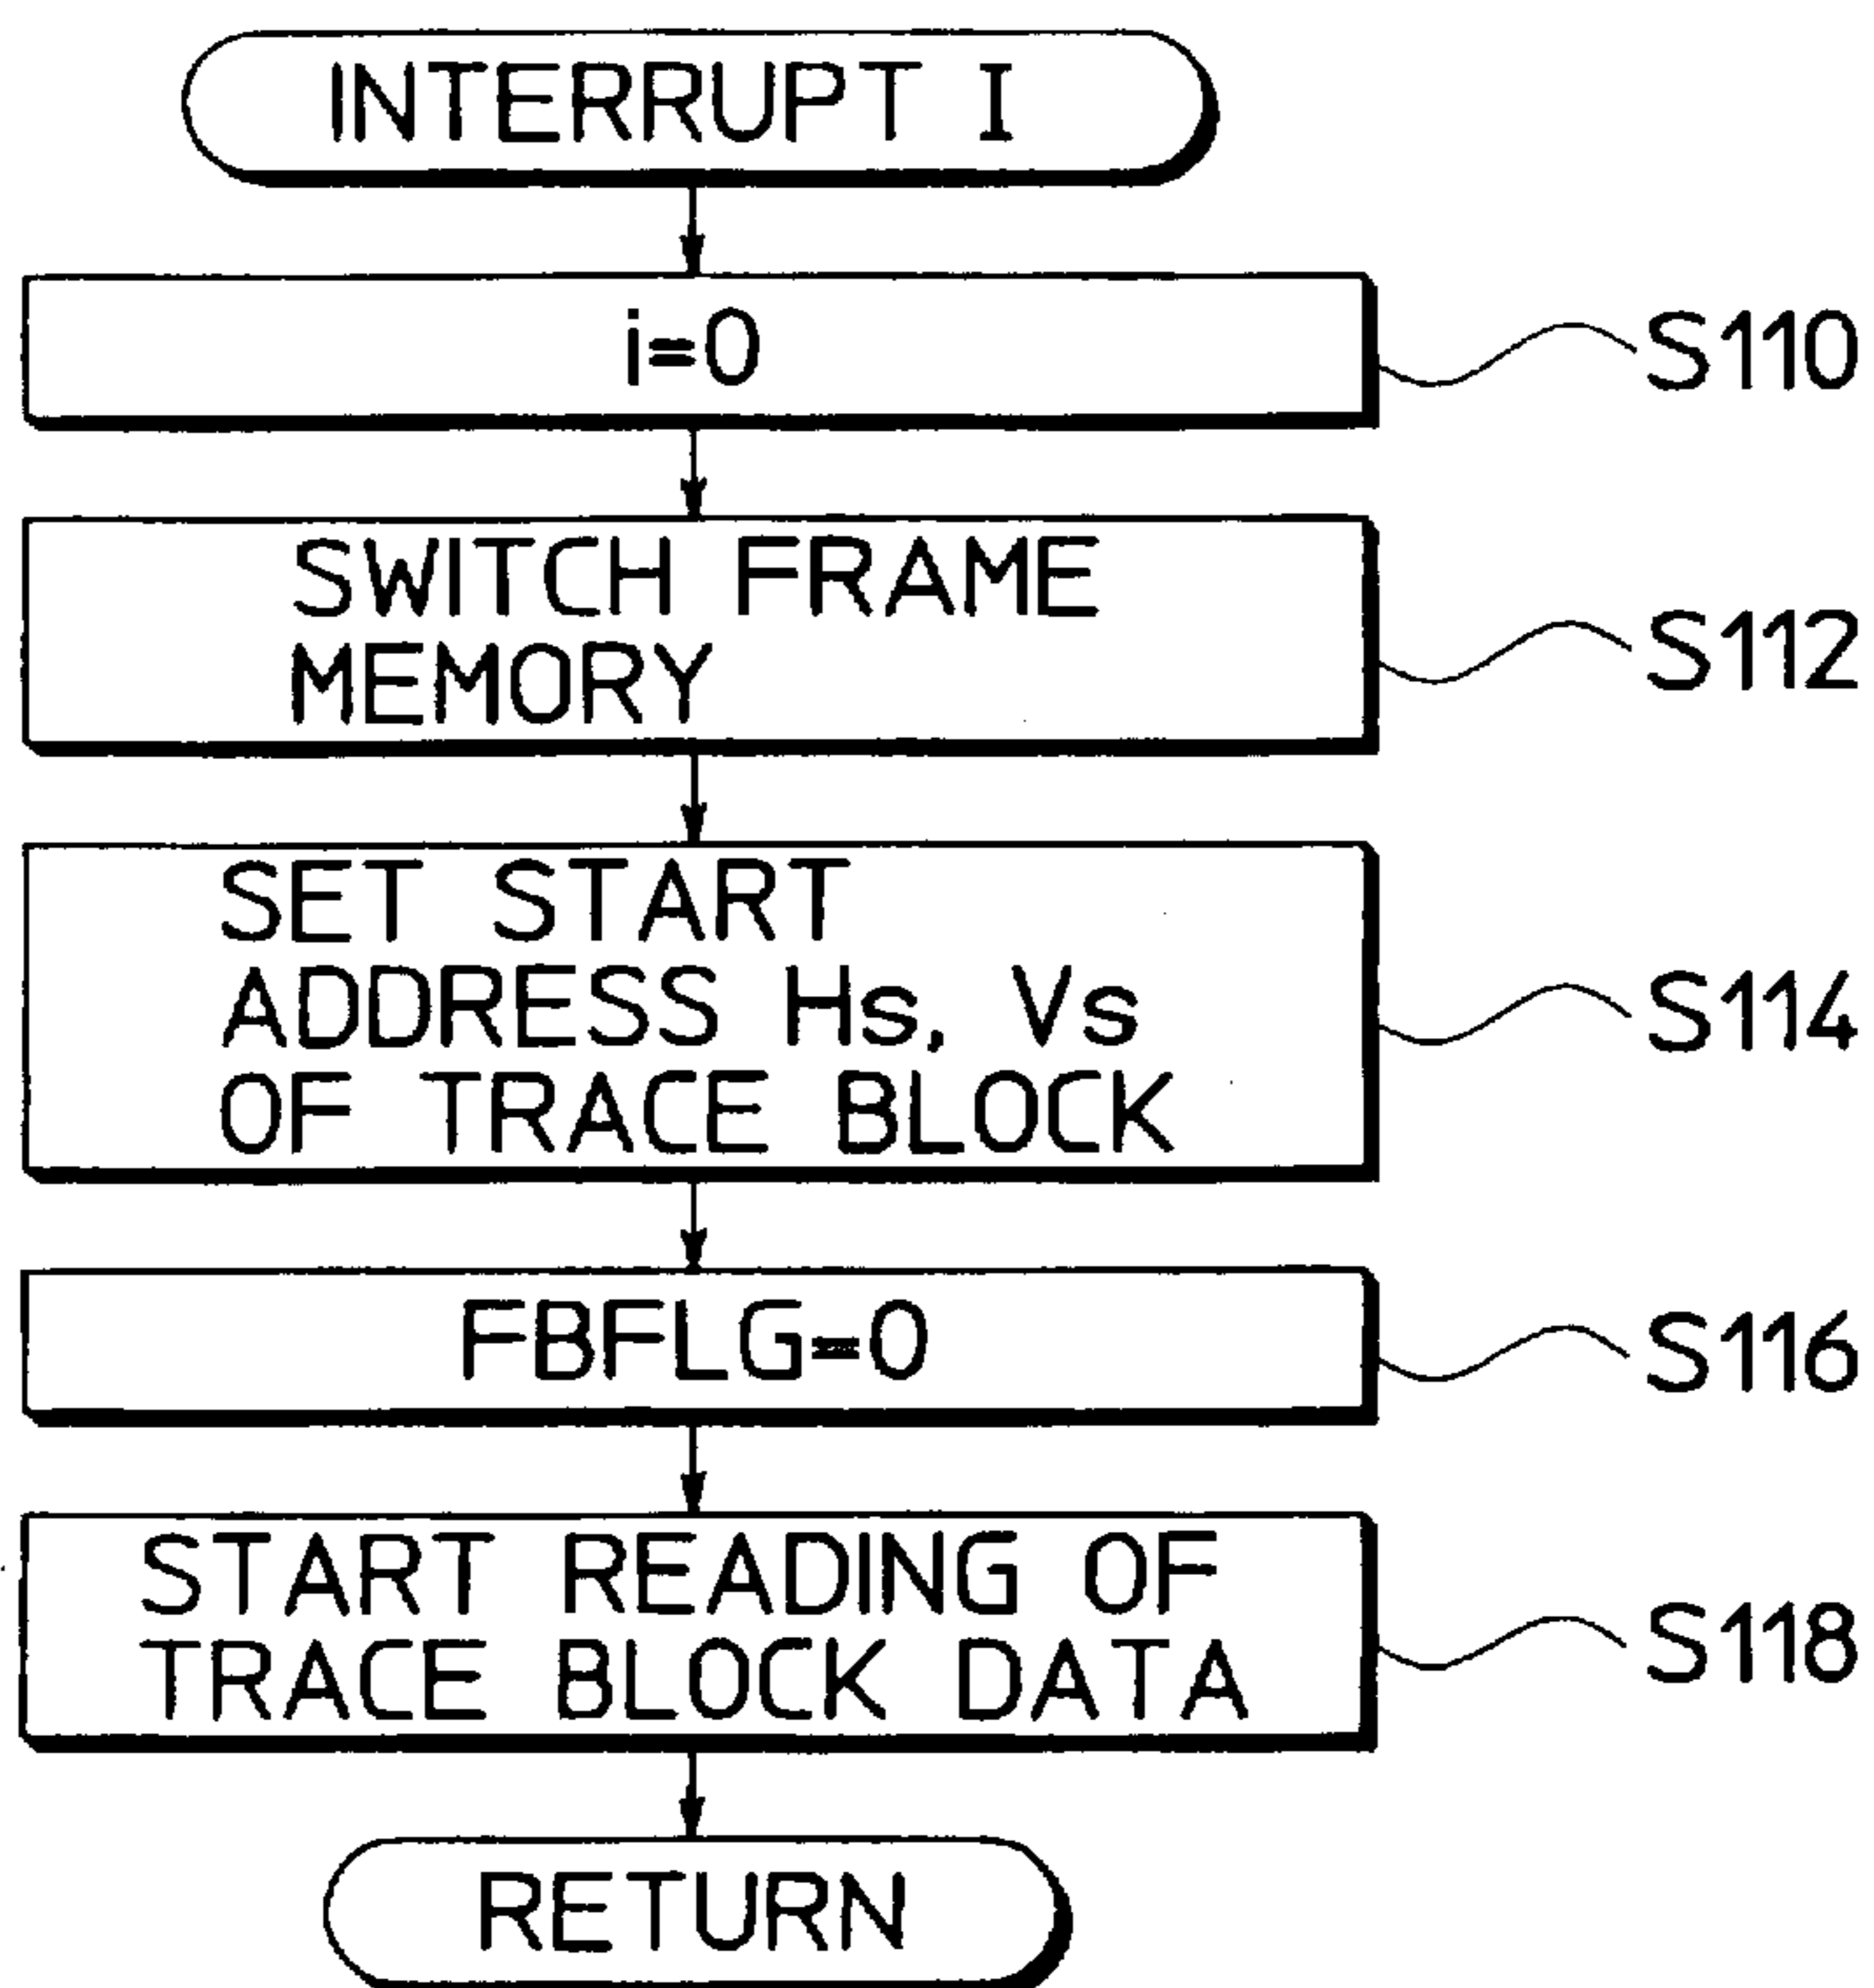 INTERRUPT I
i=0
S110
SWITCH FRAME
MEMORY
S112
SET START
ADDRESS Hs, Vs
OF TRACE BLOCK
S114
FBFLG=0
S116
START READING OF
TRACE BLOCK DATA
S118
RETURN